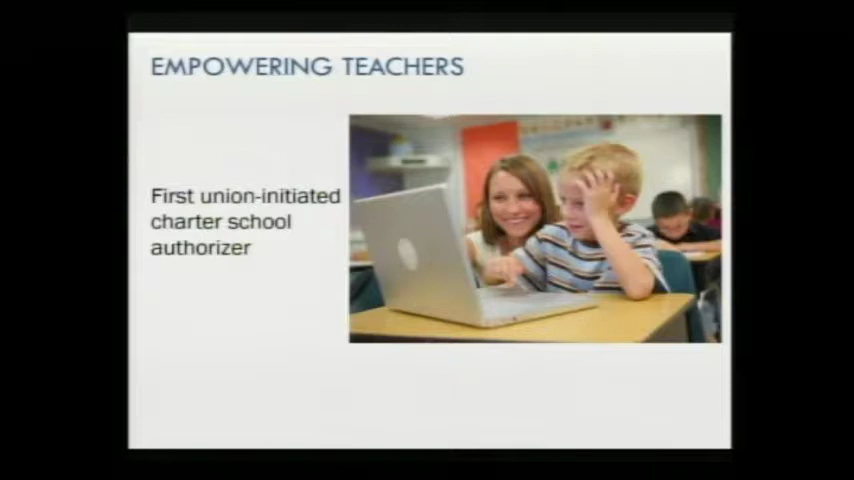 EMPOWERING TEACHERS
First union-initiated
charter school
authorizer